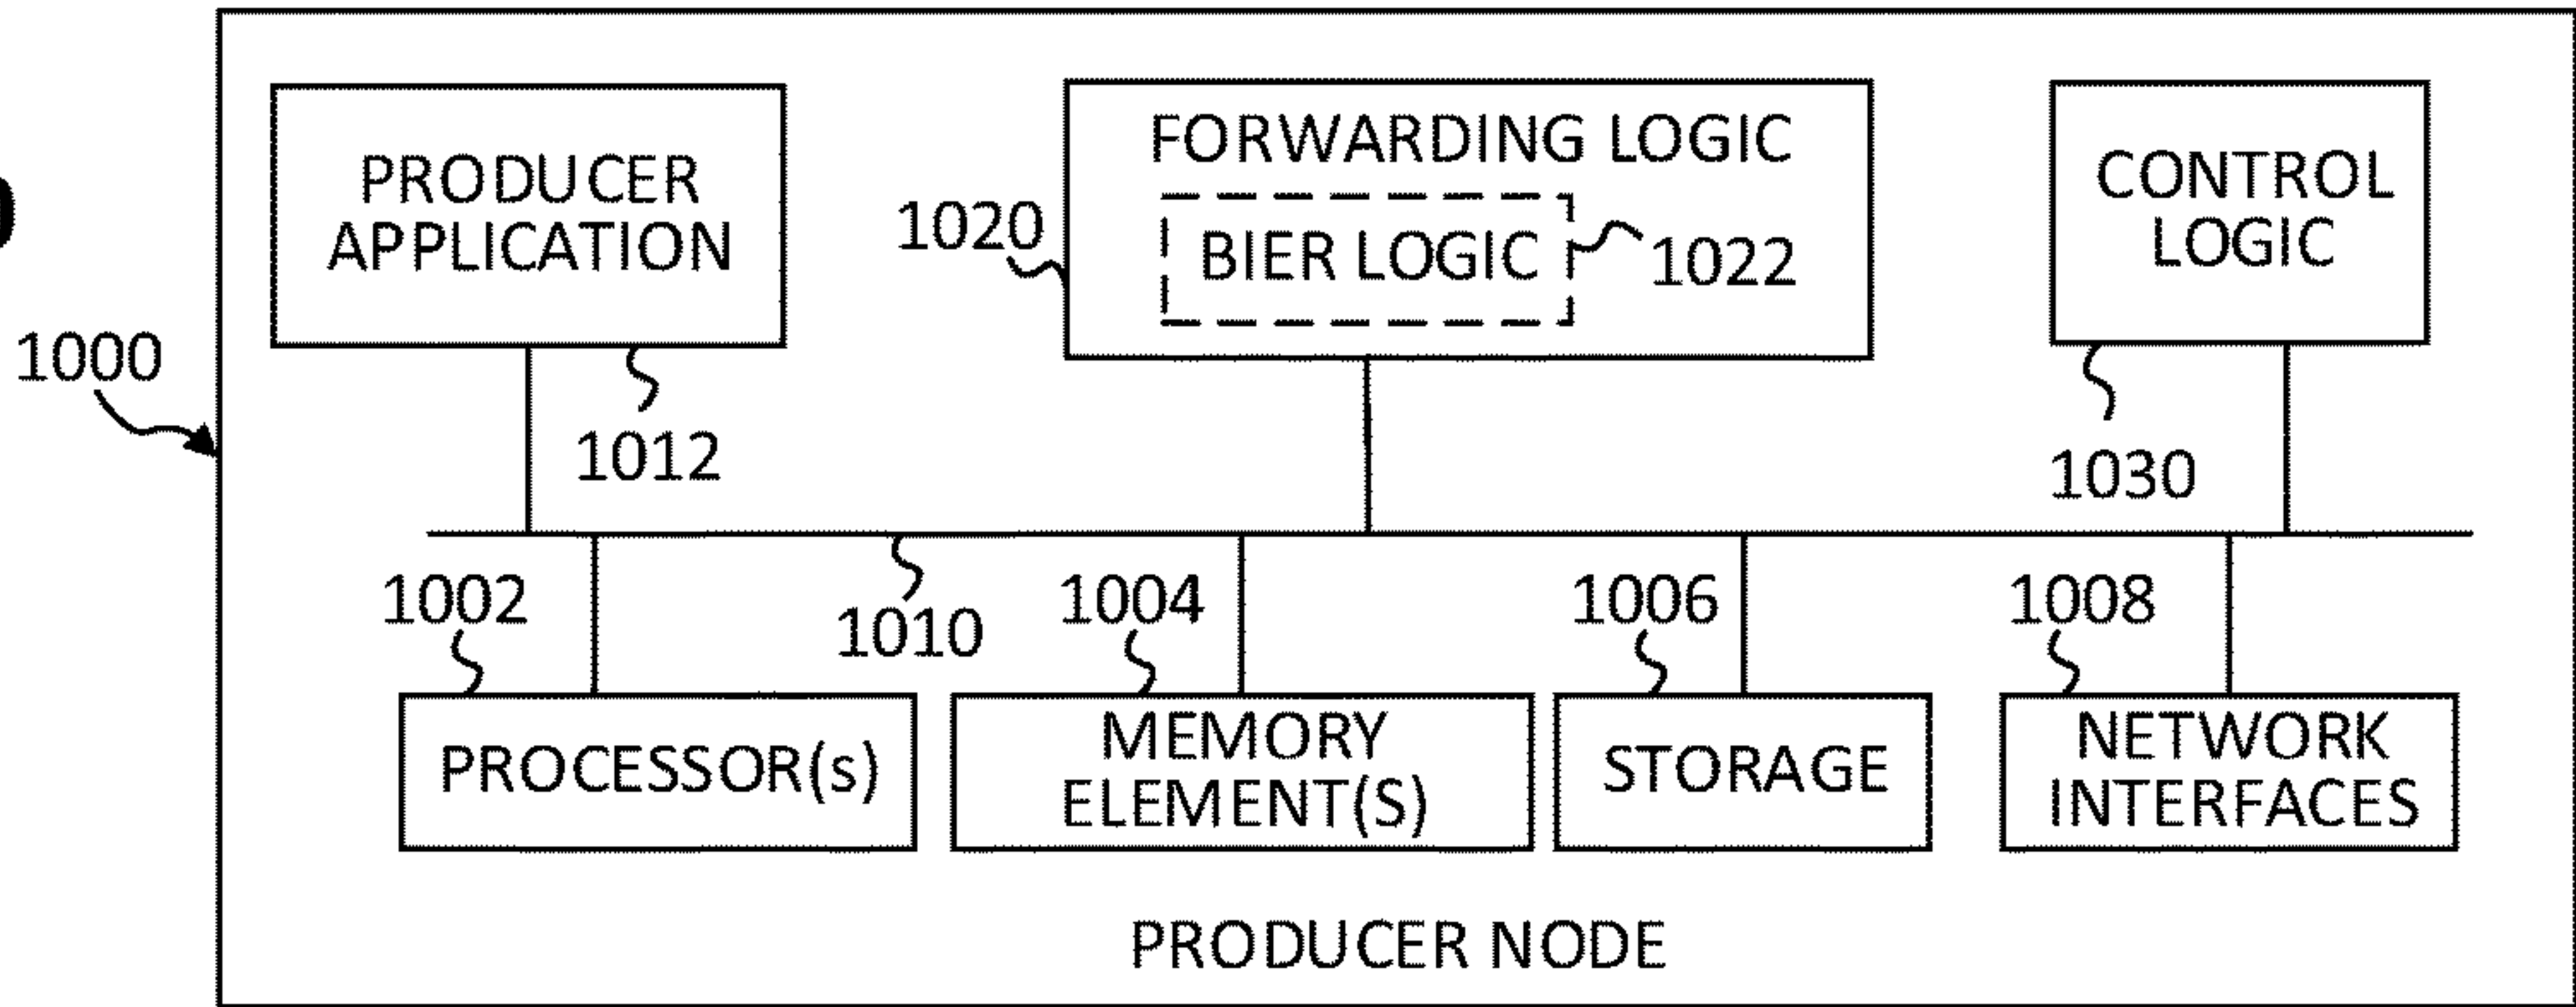 PRODUCER
APPLICATION
FORWARDING LOGIC
BIER LOGIC
CONTROL
LOGIC
1020
1022
1000
1012
1030
1002
1010
1004
1006
1008
PROCESSOR(s)
MEMORY
ELEMENT(S)
STORAGE
NETWORK
INTERFACES
PRODUCER NODE